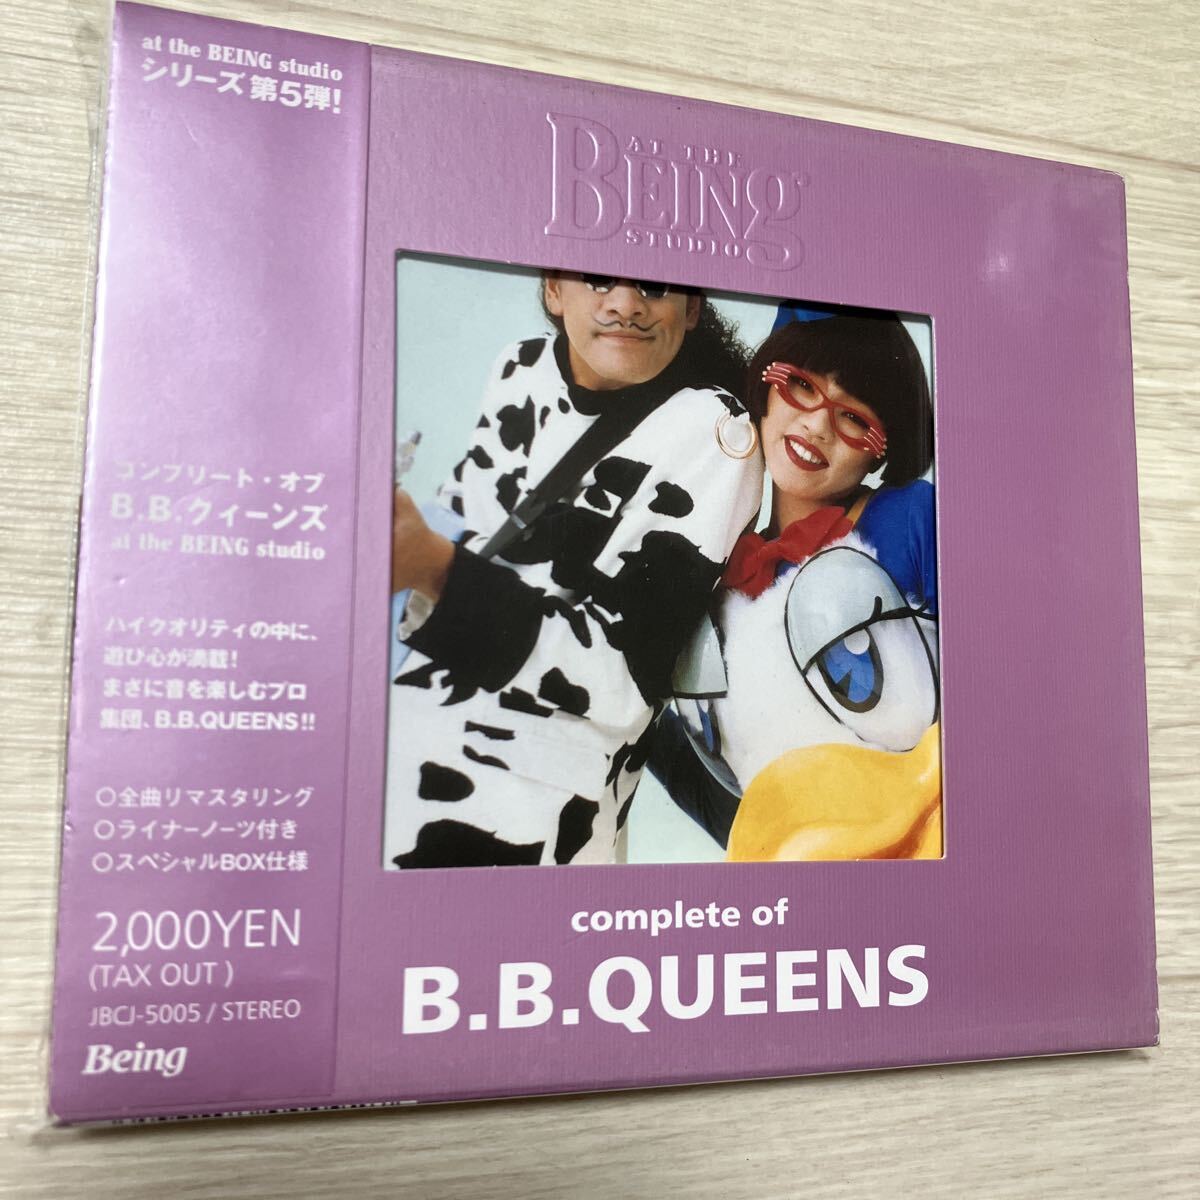 at the BEING studio
シリーズ 第5弾!
コンプリート・オブ
B.B.クィーンズ
at the BEING studio
ハイクオリティの中に、
遊び心が満載!
まさに音を楽しむプロ
集団、B.B.QUEENS!!
○全曲リマスタリング
○ライナーノーツ付き
○スペシャルBOX仕様
2,000YEN
(TAX OUT)
JBCJ-5005 / STEREO
Being
AT THE
BEING
STUDIO
complete of
B.B.QUEENS